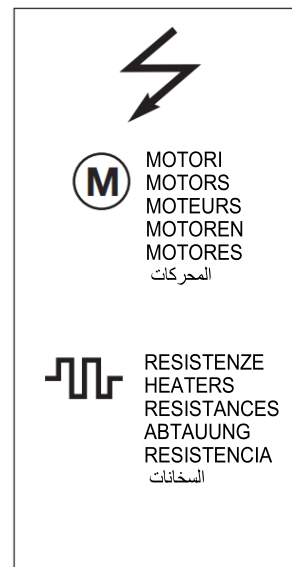 M
MOTORI
MOTORS
MOTEURS
MOTOREN
MOTORES
المحركات
RESISTENZE
HEATERS
RESISTANCES
ABTAUUNG
RESISTENCIA
السخانات